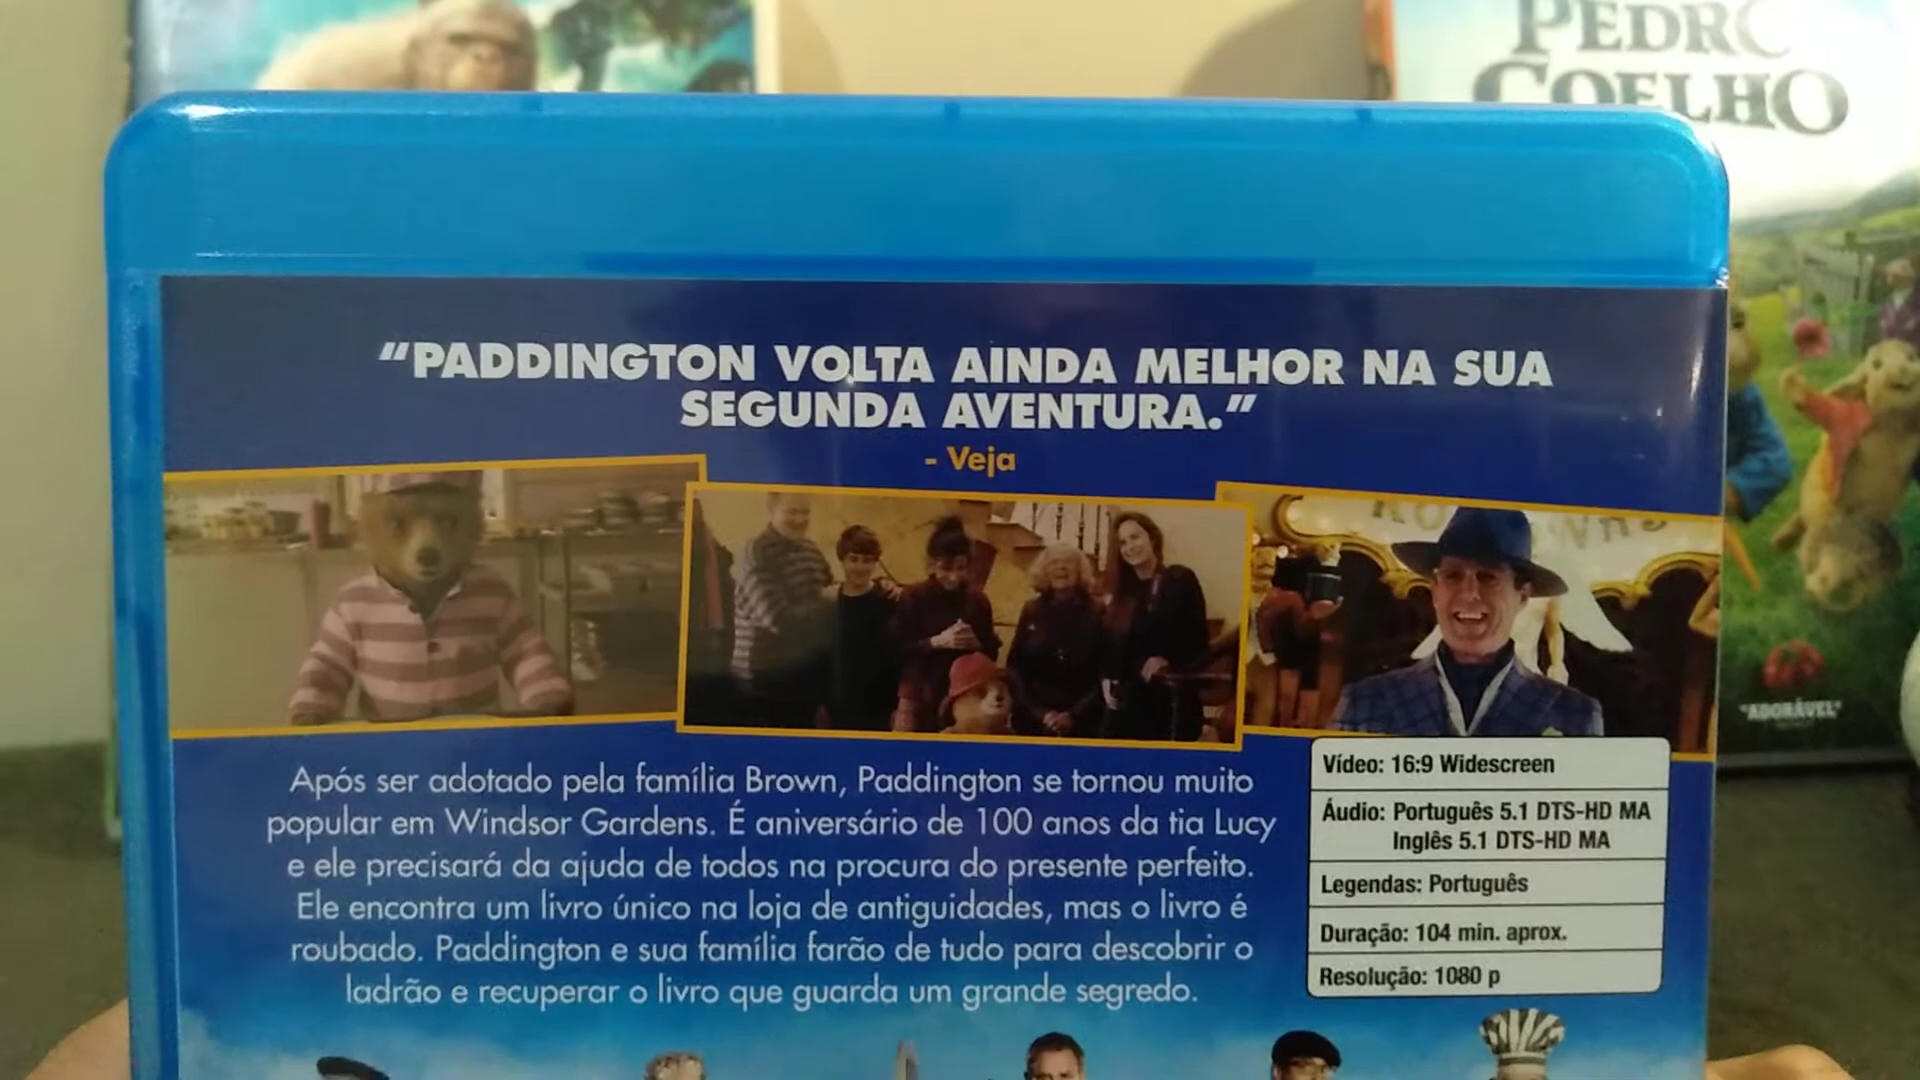 PEDRO
COELHO
“PADDINGTON VOLTA AINDA MELHOR NA SUA
SEGUNDA AVENTURA.”
- Veja
Após ser adotado pela família Brown, Paddington se tornou muito
popular em Windsor Gardens. É aniversário de 100 anos da tia Lucy
e ele precisará da ajuda de todos na procura do presente perfeito.
Ele encontra um livro único na loja de antiguidades, mas o livro é
roubado. Paddington e sua família farão de tudo para descobrir o
ladrão e recuperar o livro que guarda um grande segredo.
Vídeo: 16:9 Widescreen
Áudio: Português 5.1 DTS-HD MA
Inglês 5.1 DTS-HD MA
Legendas: Português
Duração: 104 min. aprox.
Resolução: 1080 p
"ADORÁVEL"